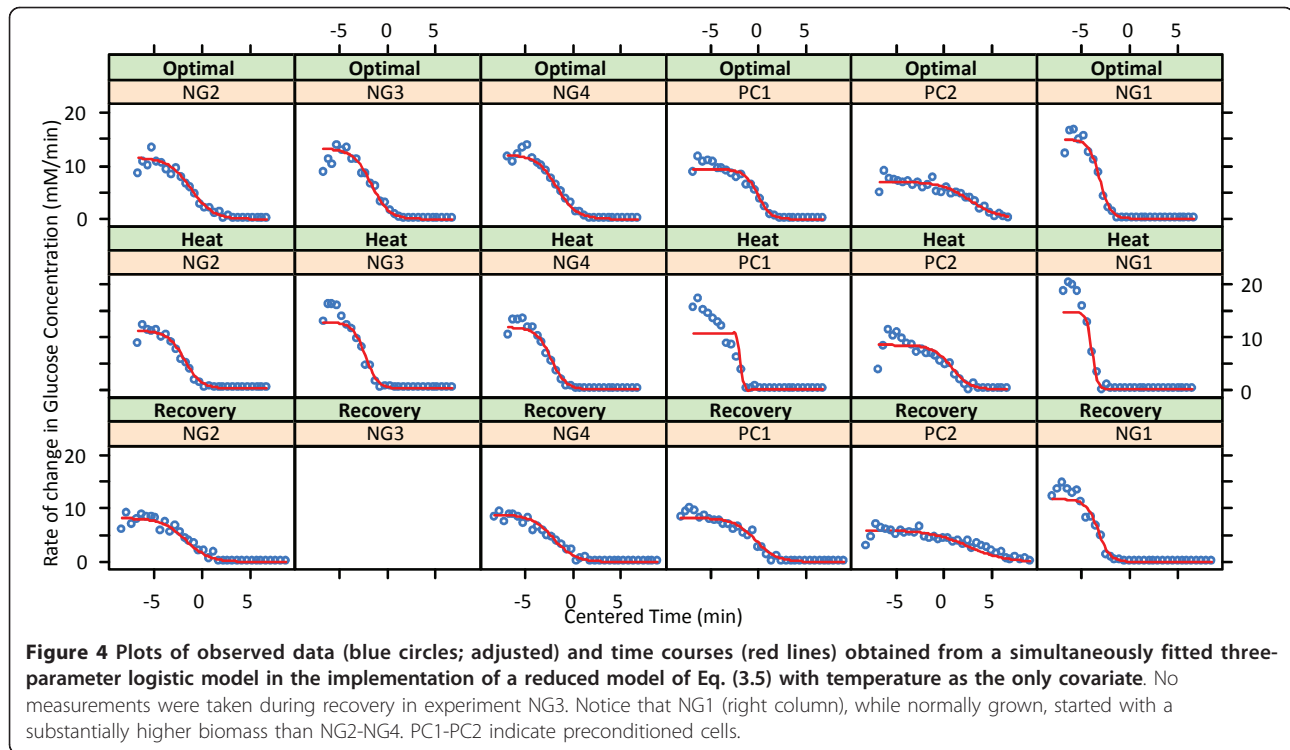 -5 0 5 -5 0 5 -5 0 5
Optimal Optimal Optimal Optimal Optimal Optimal
NG2 NG3 NG4 PC1 PC2 NG1
20
10
0
Heat Heat Heat Heat Heat Heat
NG2 NG3 NG4 PC1 PC2 NG1
20
10
0
Recovery Recovery Recovery Recovery Recovery Recovery
NG2 NG3 NG4 PC1 PC2 NG1
20
10
0
-5 0 5 -5 0 5 -5 0 5
Rate of change in Glucose Concentration (mM/min)
Centered Time (min)
Figure 4 Plots of observed data (blue circles; adjusted) and time courses (red lines) obtained from a simultaneously fitted three-
parameter logistic model in the implementation of a reduced model of Eq. (3.5) with temperature as the only covariate. No
measurements were taken during recovery in experiment NG3. Notice that NG1 (right column), while normally grown, started with a
substantially higher biomass than NG2-NG4. PC1-PC2 indicate preconditioned cells.